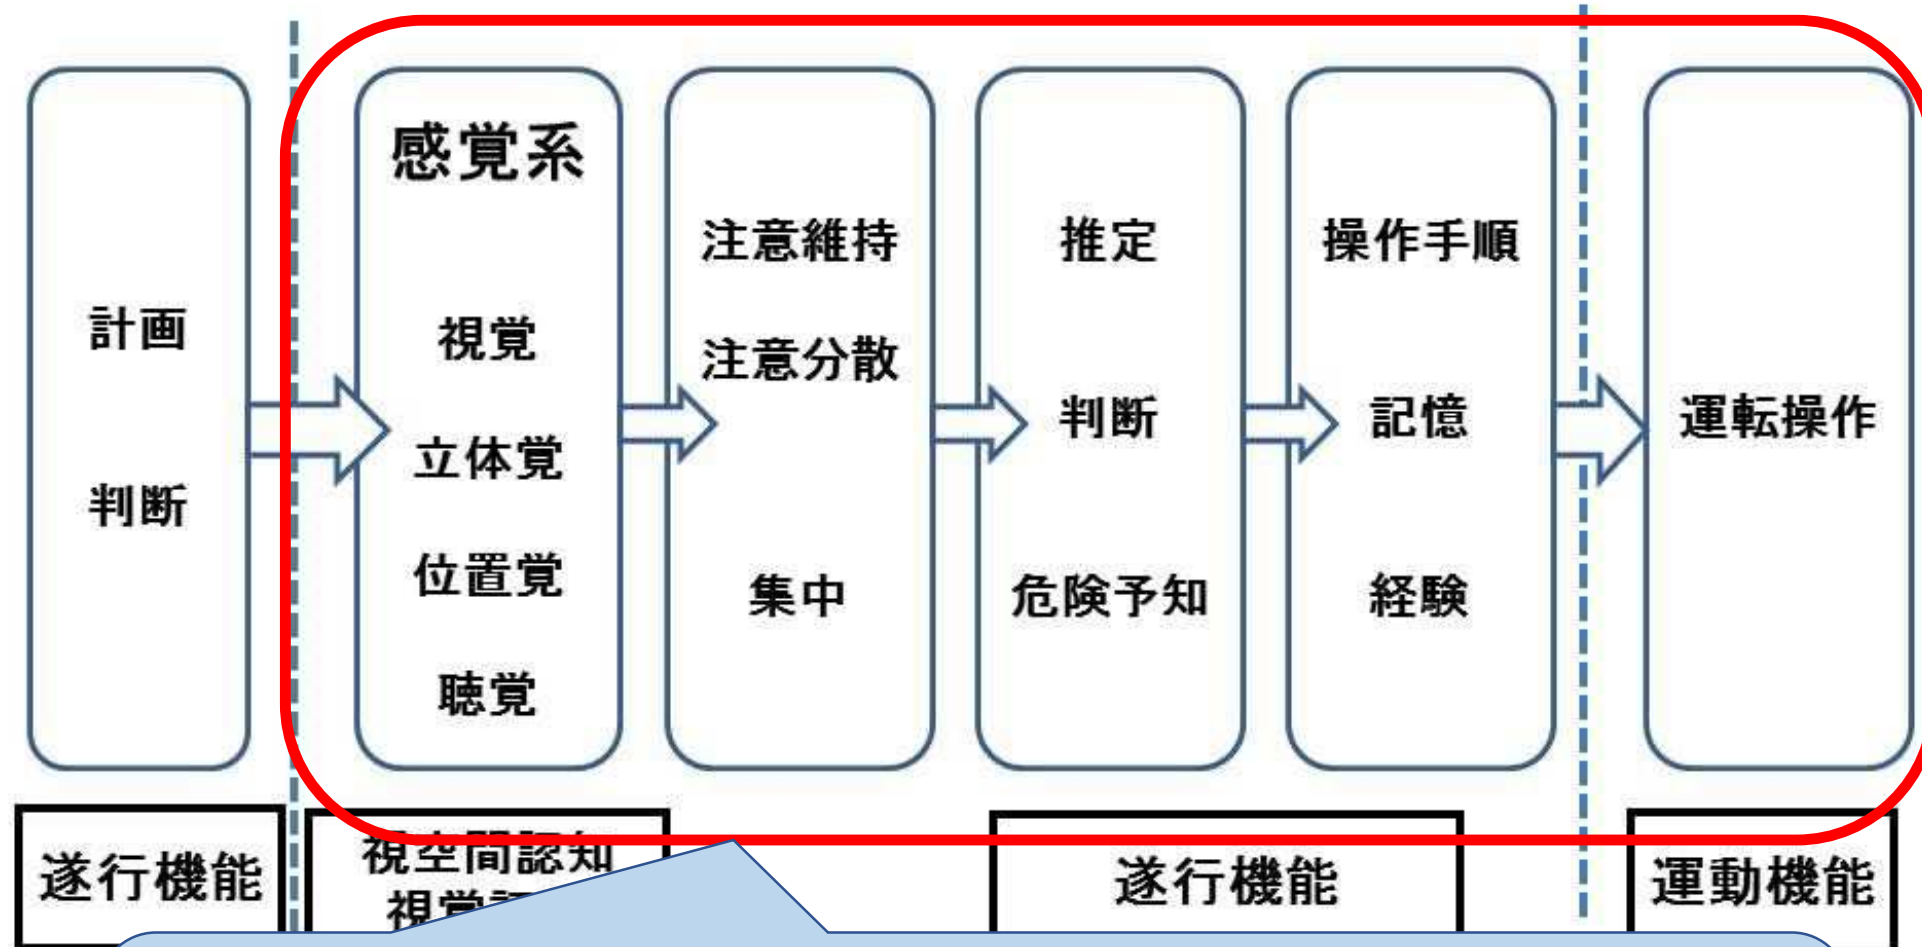 計画
判断
感覚系
視覚
立体覚
位置覚
聴覚
注意維持
注意分散
集中
推定
判断
危険予知
操作手順
記憶
経験
運転操作
遂行機能
視空間認知
視覚
遂行機能
運動機能